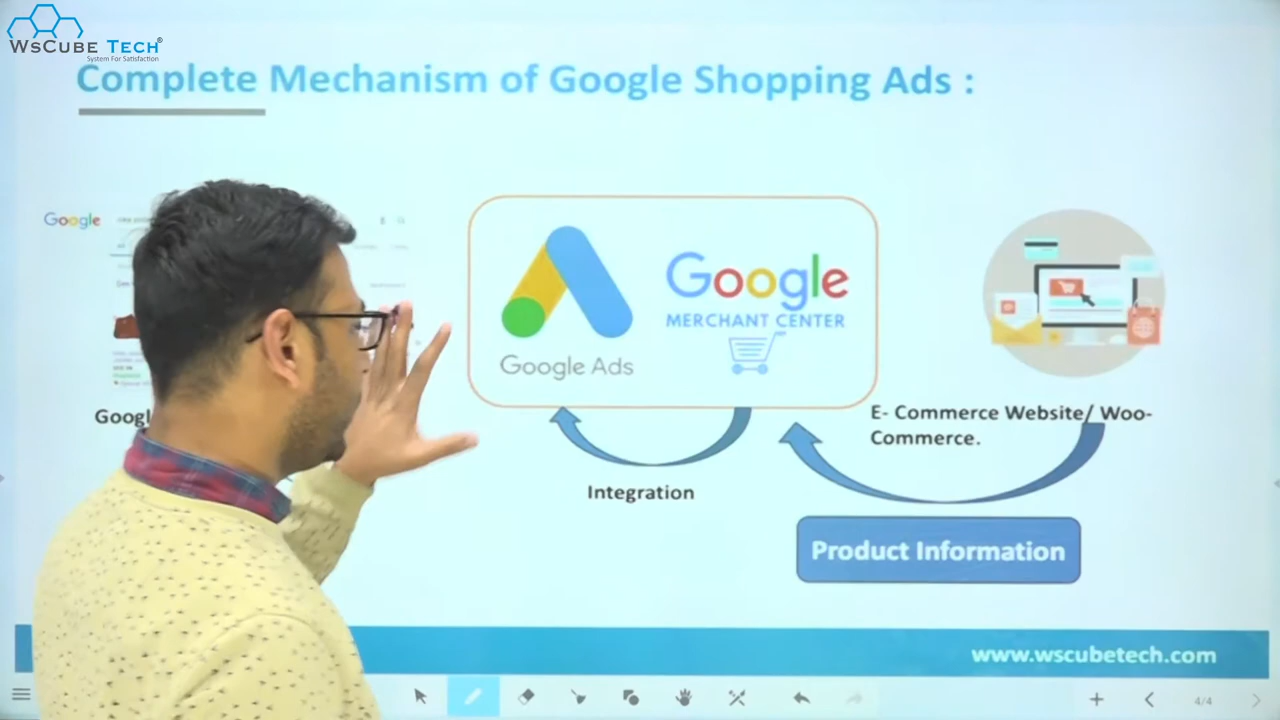 WsCube Tech®
System For Satisfaction
Complete Mechanism of Google Shopping Ads :
Google
Google
MERCHANT CENTER
Google Ads
Googl
E- Commerce Website/ Woo-
Commerce.
Integration
Product Information
www.wscubetech.com
4/4